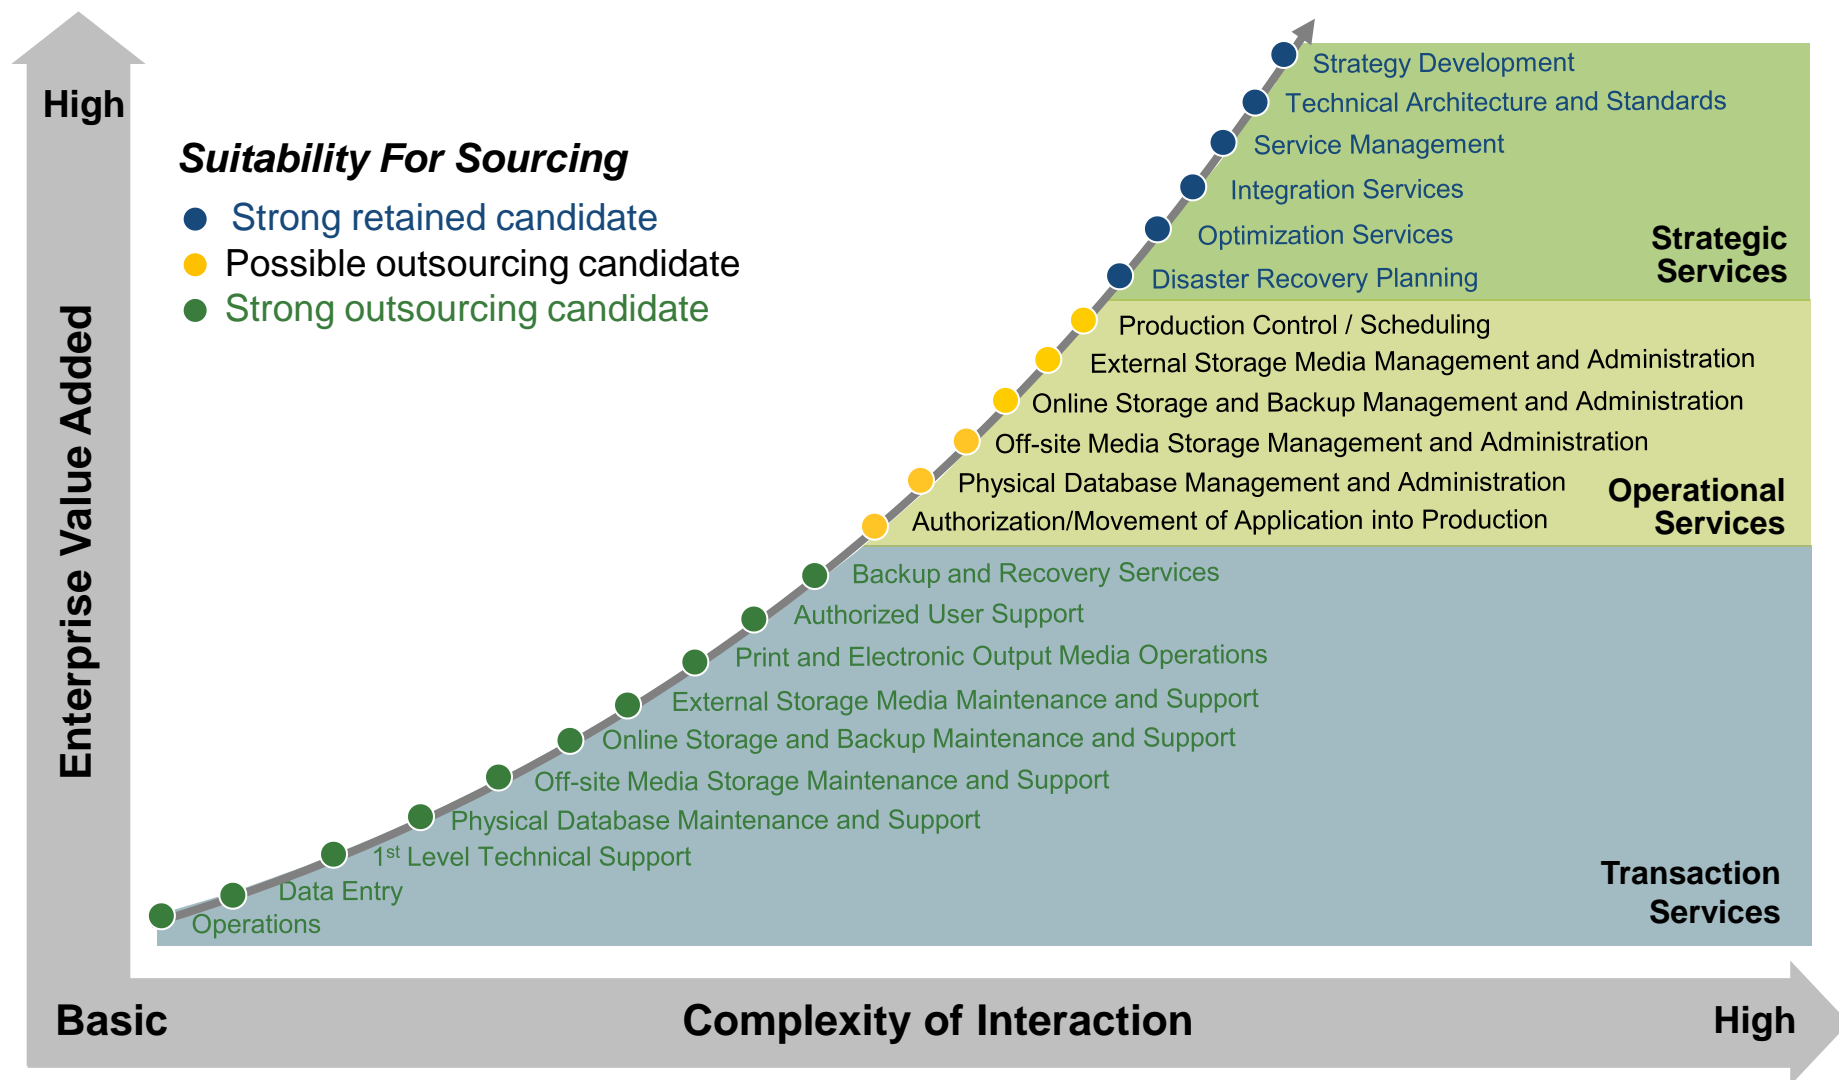 High
Suitability For Sourcing
Strong retained candidate
Possible outsourcing candidate
Strong outsourcing candidate
Enterprise Value Added
Strategy Development
Technical Architecture and Standards
Service Management
Integration Services
Optimization Services
Disaster Recovery Planning
Strategic
Services
Production Control / Scheduling
External Storage Media Management and Administration
Online Storage and Backup Management and Administration
Off-site Media Storage Management and Administration
Physical Database Management and Administration
Authorization/Movement of Application into Production
Operational
Services
Backup and Recovery Services
Authorized User Support
Print and Electronic Output Media Operations
External Storage Media Maintenance and Support
Online Storage and Backup Maintenance and Support
Off-site Media Storage Maintenance and Support
Physical Database Maintenance and Support
1st Level Technical Support
Data Entry
Operations
Transaction
Services
Basic
Complexity of Interaction
High